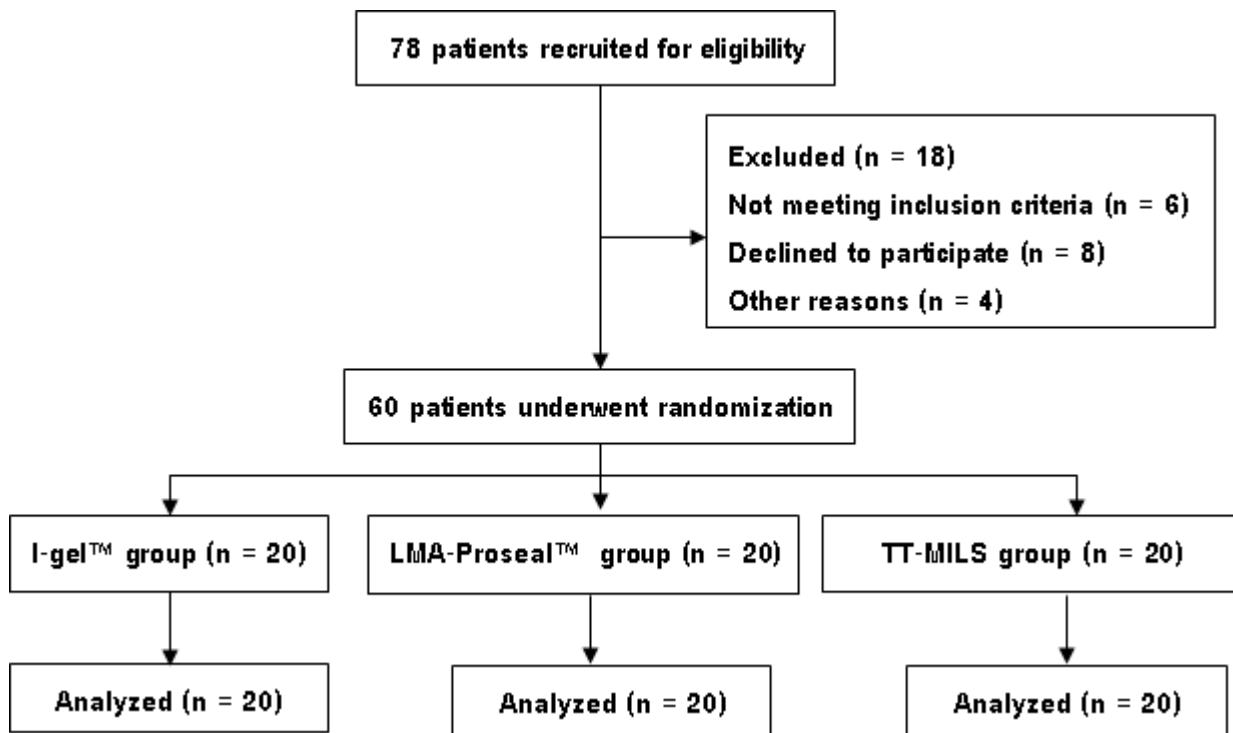 78 patients recruited for eligibility
Excluded (n = 18)
Not meeting inclusion criteria (n = 6)
Declined to participate (n = 8)
Other reasons (n = 4)
60 patients underwent randomization
I-gel™ group (n = 20)
LMA-Proseal™ group (n = 20)
TT-MILS group (n = 20)
Analyzed (n = 20)
Analyzed (n = 20)
Analyzed (n = 20)